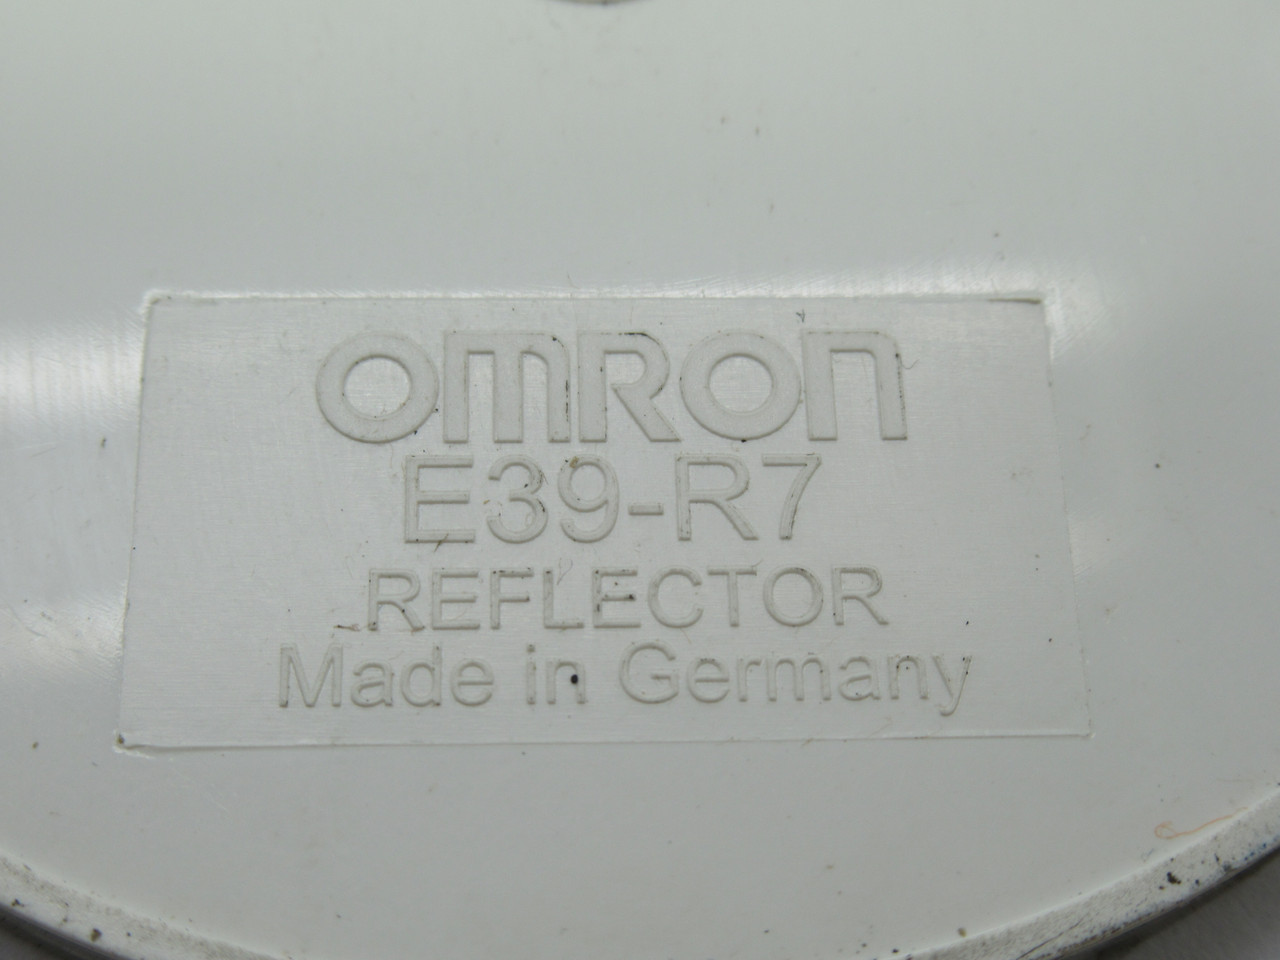 OMRON
E39-R7
REFLECTOR
Made in Germany